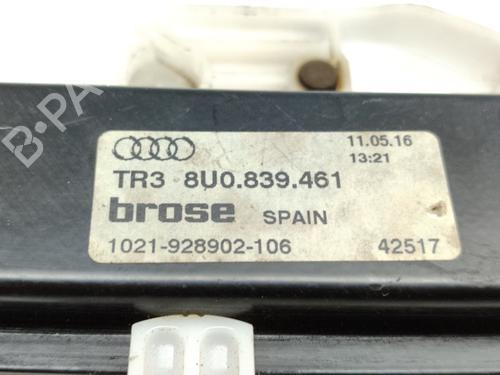 B-PA
11.05.16
13:21
TR3 8U0.839.461
brose SPAIN
1021-928902-106 42517